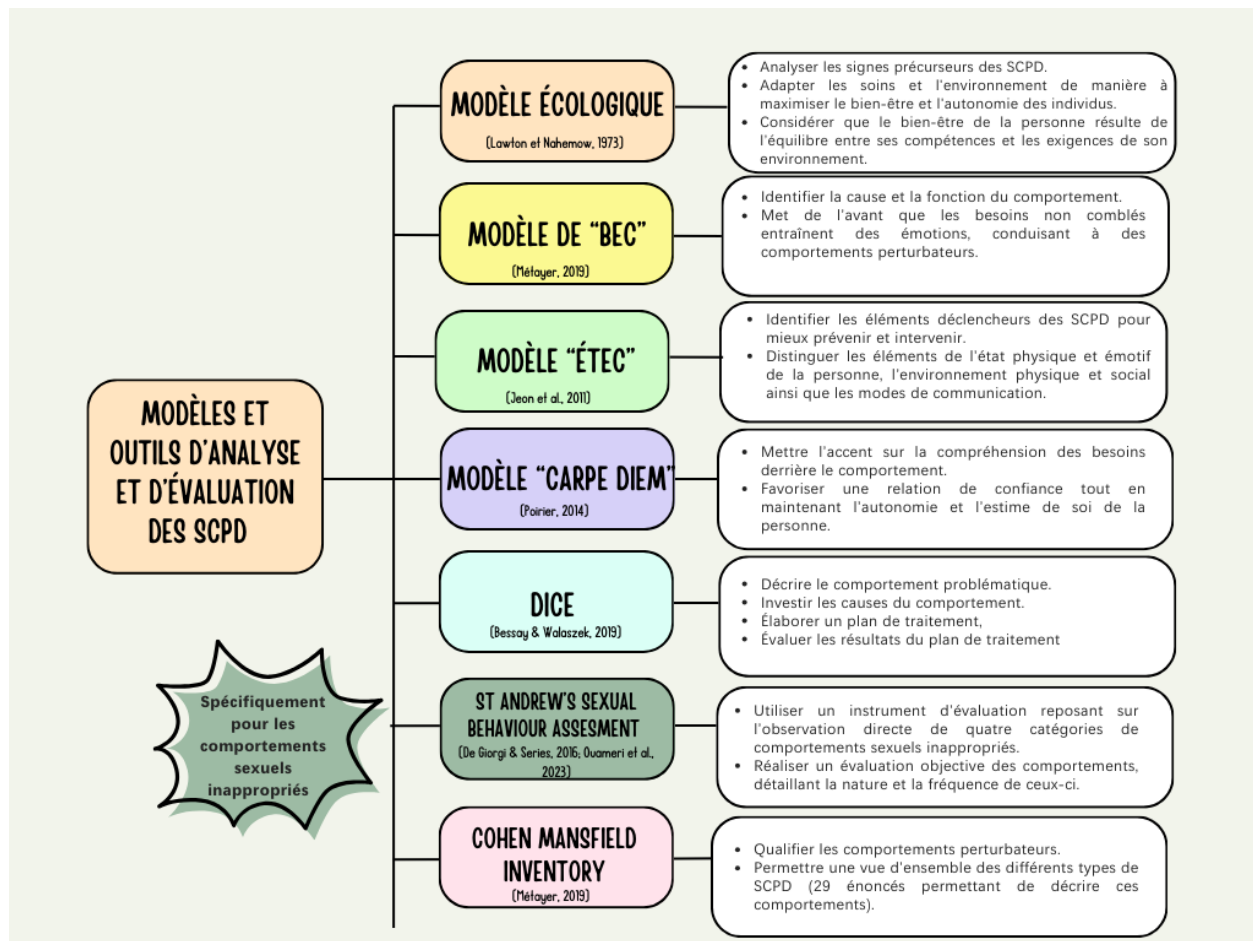 MODÈLES ET
OUTILS D'ANALYSE
ET D'ÉVALUATION
DES SCPD
Spécifiquement
pour les
comportements
sexuels
inappropriés
MODÈLE ÉCOLOGIQUE
(Lawton et Nahemow, 1973)
• Analyser les signes précurseurs des SCPD.
• Adapter les soins et l'environnement de manière à
maximiser le bien-être et l'autonomie des individus.
• Considérer que le bien-être de la personne résulte de
l'équilibre entre ses compétences et les exigences de son
environnement.
MODÈLE DE "BEC"
(Métayer, 2019)
• Identifier la cause et la fonction du comportement.
• Met de l'avant que les besoins non comblés
entraînent des émotions, conduisant à des
comportements perturbateurs.
MODÈLE "ÉTEC"
(Jeon et al., 2011)
• Identifier les éléments déclencheurs des SCPD pour
mieux prévenir et intervenir.
• Distinguer les éléments de l'état physique et émotif
de la personne, l'environnement physique et social
ainsi que les modes de communication.
MODÈLE "CARPE DIEM"
(Poirier, 2014)
• Mettre l'accent sur la compréhension des besoins
derrière le comportement.
• Favoriser une relation de confiance tout en
maintenant l'autonomie et l'estime de soi de la
personne.
DICE
(Bessay & Walaszek, 2019)
• Décrire le comportement problématique.
• Investir les causes du comportement.
• Élaborer un plan de traitement,
• Évaluer les résultats du plan de traitement
ST ANDREW'S SEXUAL
BEHAVIOUR ASSESMENT
(De Giorgi & Series, 2016; Ouameri et al.,
2023)
• Utiliser un instrument d'évaluation reposant sur
l'observation directe de quatre catégories de
comportements sexuels inappropriés.
• Réaliser un évaluation objective des comportements,
détaillant la nature et la fréquence de ceux-ci.
COHEN MANSFIELD
INVENTORY
(Métayer, 2019)
• Qualifier les comportements perturbateurs.
• Permettre une vue d'ensemble des différents types de
SCPD (29 énoncés permettant de décrire ces
comportements).